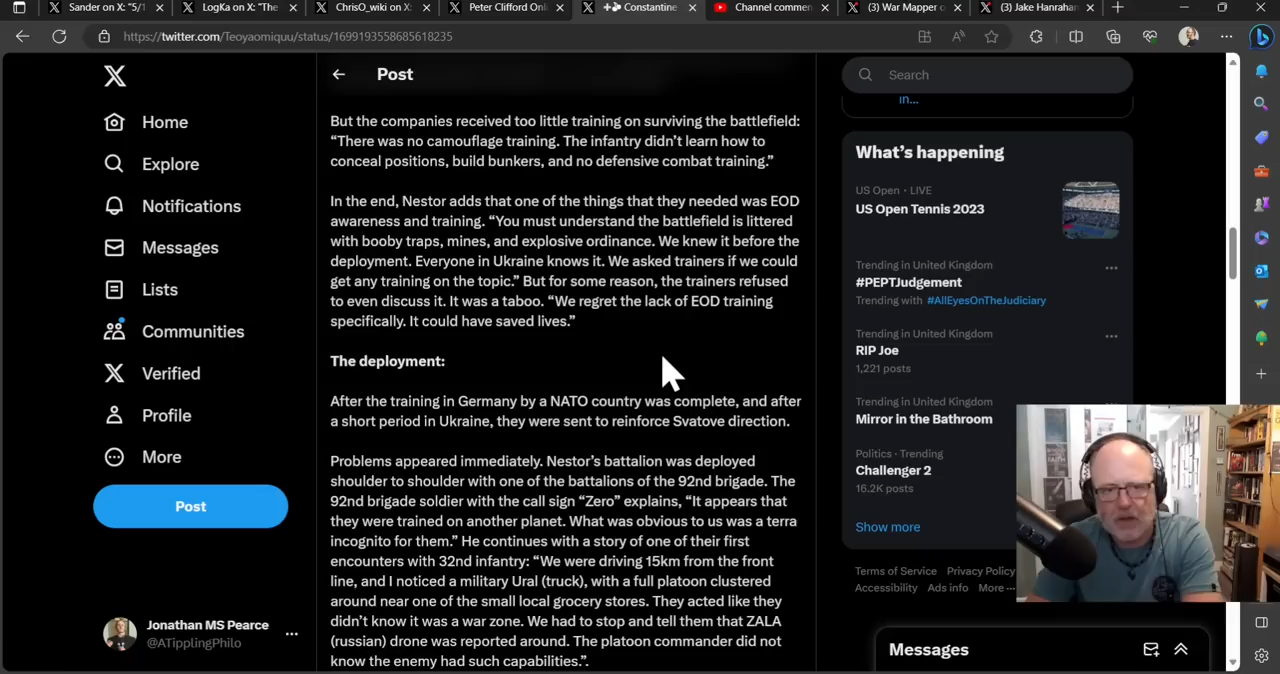 Sander on X: "5/1
LogKa on X: "The
ChrisO_wiki on X:
Peter Clifford Onl
Constantine
Channel commen
(3) War Mapper o
(3) Jake Hanrahan
https://twitter.com/Teoyaomiquu/status/1699193558685618235
Post
Search
in...
Home
Explore
Notifications
Messages
Lists
Communities
Verified
Profile
More
Post
Jonathan MS Pearce
@ATipplingPhilo
But the companies received too little training on surviving the battlefield:
“There was no camouflage training. The infantry didn’t learn how to
conceal positions, build bunkers, and no defensive combat training.”
In the end, Nestor adds that one of the things that they needed was EOD
awareness and training. “You must understand the battlefield is littered
with booby traps, mines, and explosive ordinance. We knew it before the
deployment. Everyone in Ukraine knows it. We asked trainers if we could
get any training on the topic.” But for some reason, the trainers refused
to even discuss it. It was a taboo. “We regret the lack of EOD training
specifically. It could have saved lives.”
The deployment:
After the training in Germany by a NATO country was complete, and after
a short period in Ukraine, they were sent to reinforce Svatove direction.
Problems appeared immediately. Nestor’s battalion was deployed
shoulder to shoulder with one of the battalions of the 92nd brigade. The
92nd brigade soldier with the call sign “Zero” explains, “It appears that
they were trained on another planet. What was obvious to us was a terra
incognito for them.” He continues with a story of one of their first
encounters with 32nd infantry: “We were driving 15km from the front
line, and I noticed a military Ural (truck), with a full platoon clustered
around near one of the small local grocery stores. They acted like they
didn’t know it was a war zone. We had to stop and tell them that ZALA
(russian) drone was reported around. The platoon commander did not
know the enemy had such capabilities.”.
What’s happening
US Open · LIVE
US Open Tennis 2023
Trending in United Kingdom
#PEPTJudgement
Trending with #AllEyesOnTheJudiciary
Trending in United Kingdom
RIP Joe
1,221 posts
Trending in United Kingdom
Mirror in the Bathroom
Politics · Trending
Challenger 2
16.2K posts
Show more
Terms of Service Privacy Policy
Accessibility Ads info More
Messages